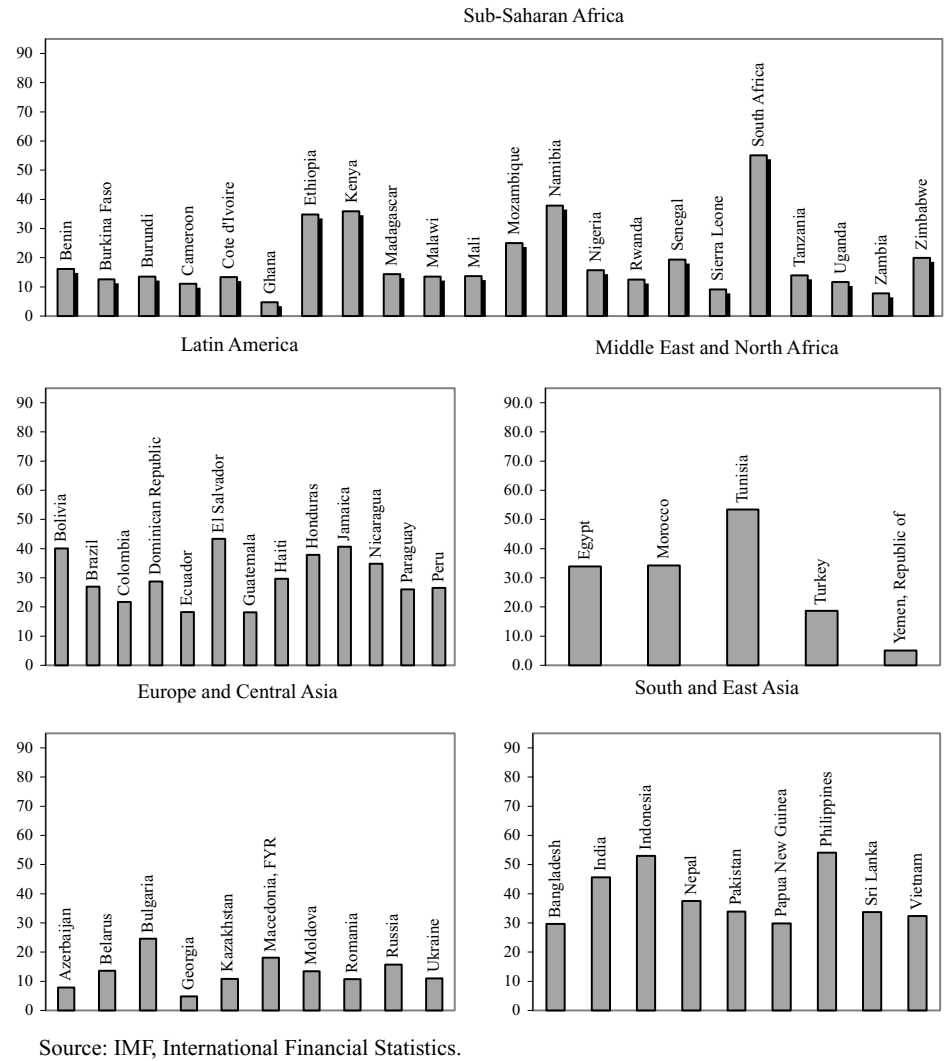 Sub-Saharan Africa
90
80
70
60
50
40
30
20
10
0
Benin
Burkina Faso
Burundi
Cameroon
Cote d'Ivoire
Ghana
Ethiopia
Kenya
Madagascar
Malawi
Mali
Mozambique
Namibia
Nigeria
Rwanda
Senegal
Sierra Leone
South Africa
Tanzania
Uganda
Zambia
Zimbabwe
Latin America
90
80
70
60
50
40
30
20
10
0
Bolivia
Brazil
Colombia
Dominican Republic
Ecuador
El Salvador
Guatemala
Haiti
Honduras
Jamaica
Nicaragua
Paraguay
Peru
Middle East and North Africa
90.0
80.0
70.0
60.0
50.0
40.0
30.0
20.0
10.0
0.0
Egypt
Morocco
Tunisia
Turkey
Yemen, Republic of
Europe and Central Asia
90
80
70
60
50
40
30
20
10
0
Azerbaijan
Belarus
Bulgaria
Georgia
Kazakhstan
Macedonia, FYR
Moldova
Romania
Russia
Ukraine
South and East Asia
90
80
70
60
50
40
30
20
10
0
Bangladesh
India
Indonesia
Nepal
Pakistan
Papua New Guinea
Philippines
Sri Lanka
Vietnam
Source: IMF, International Financial Statistics.